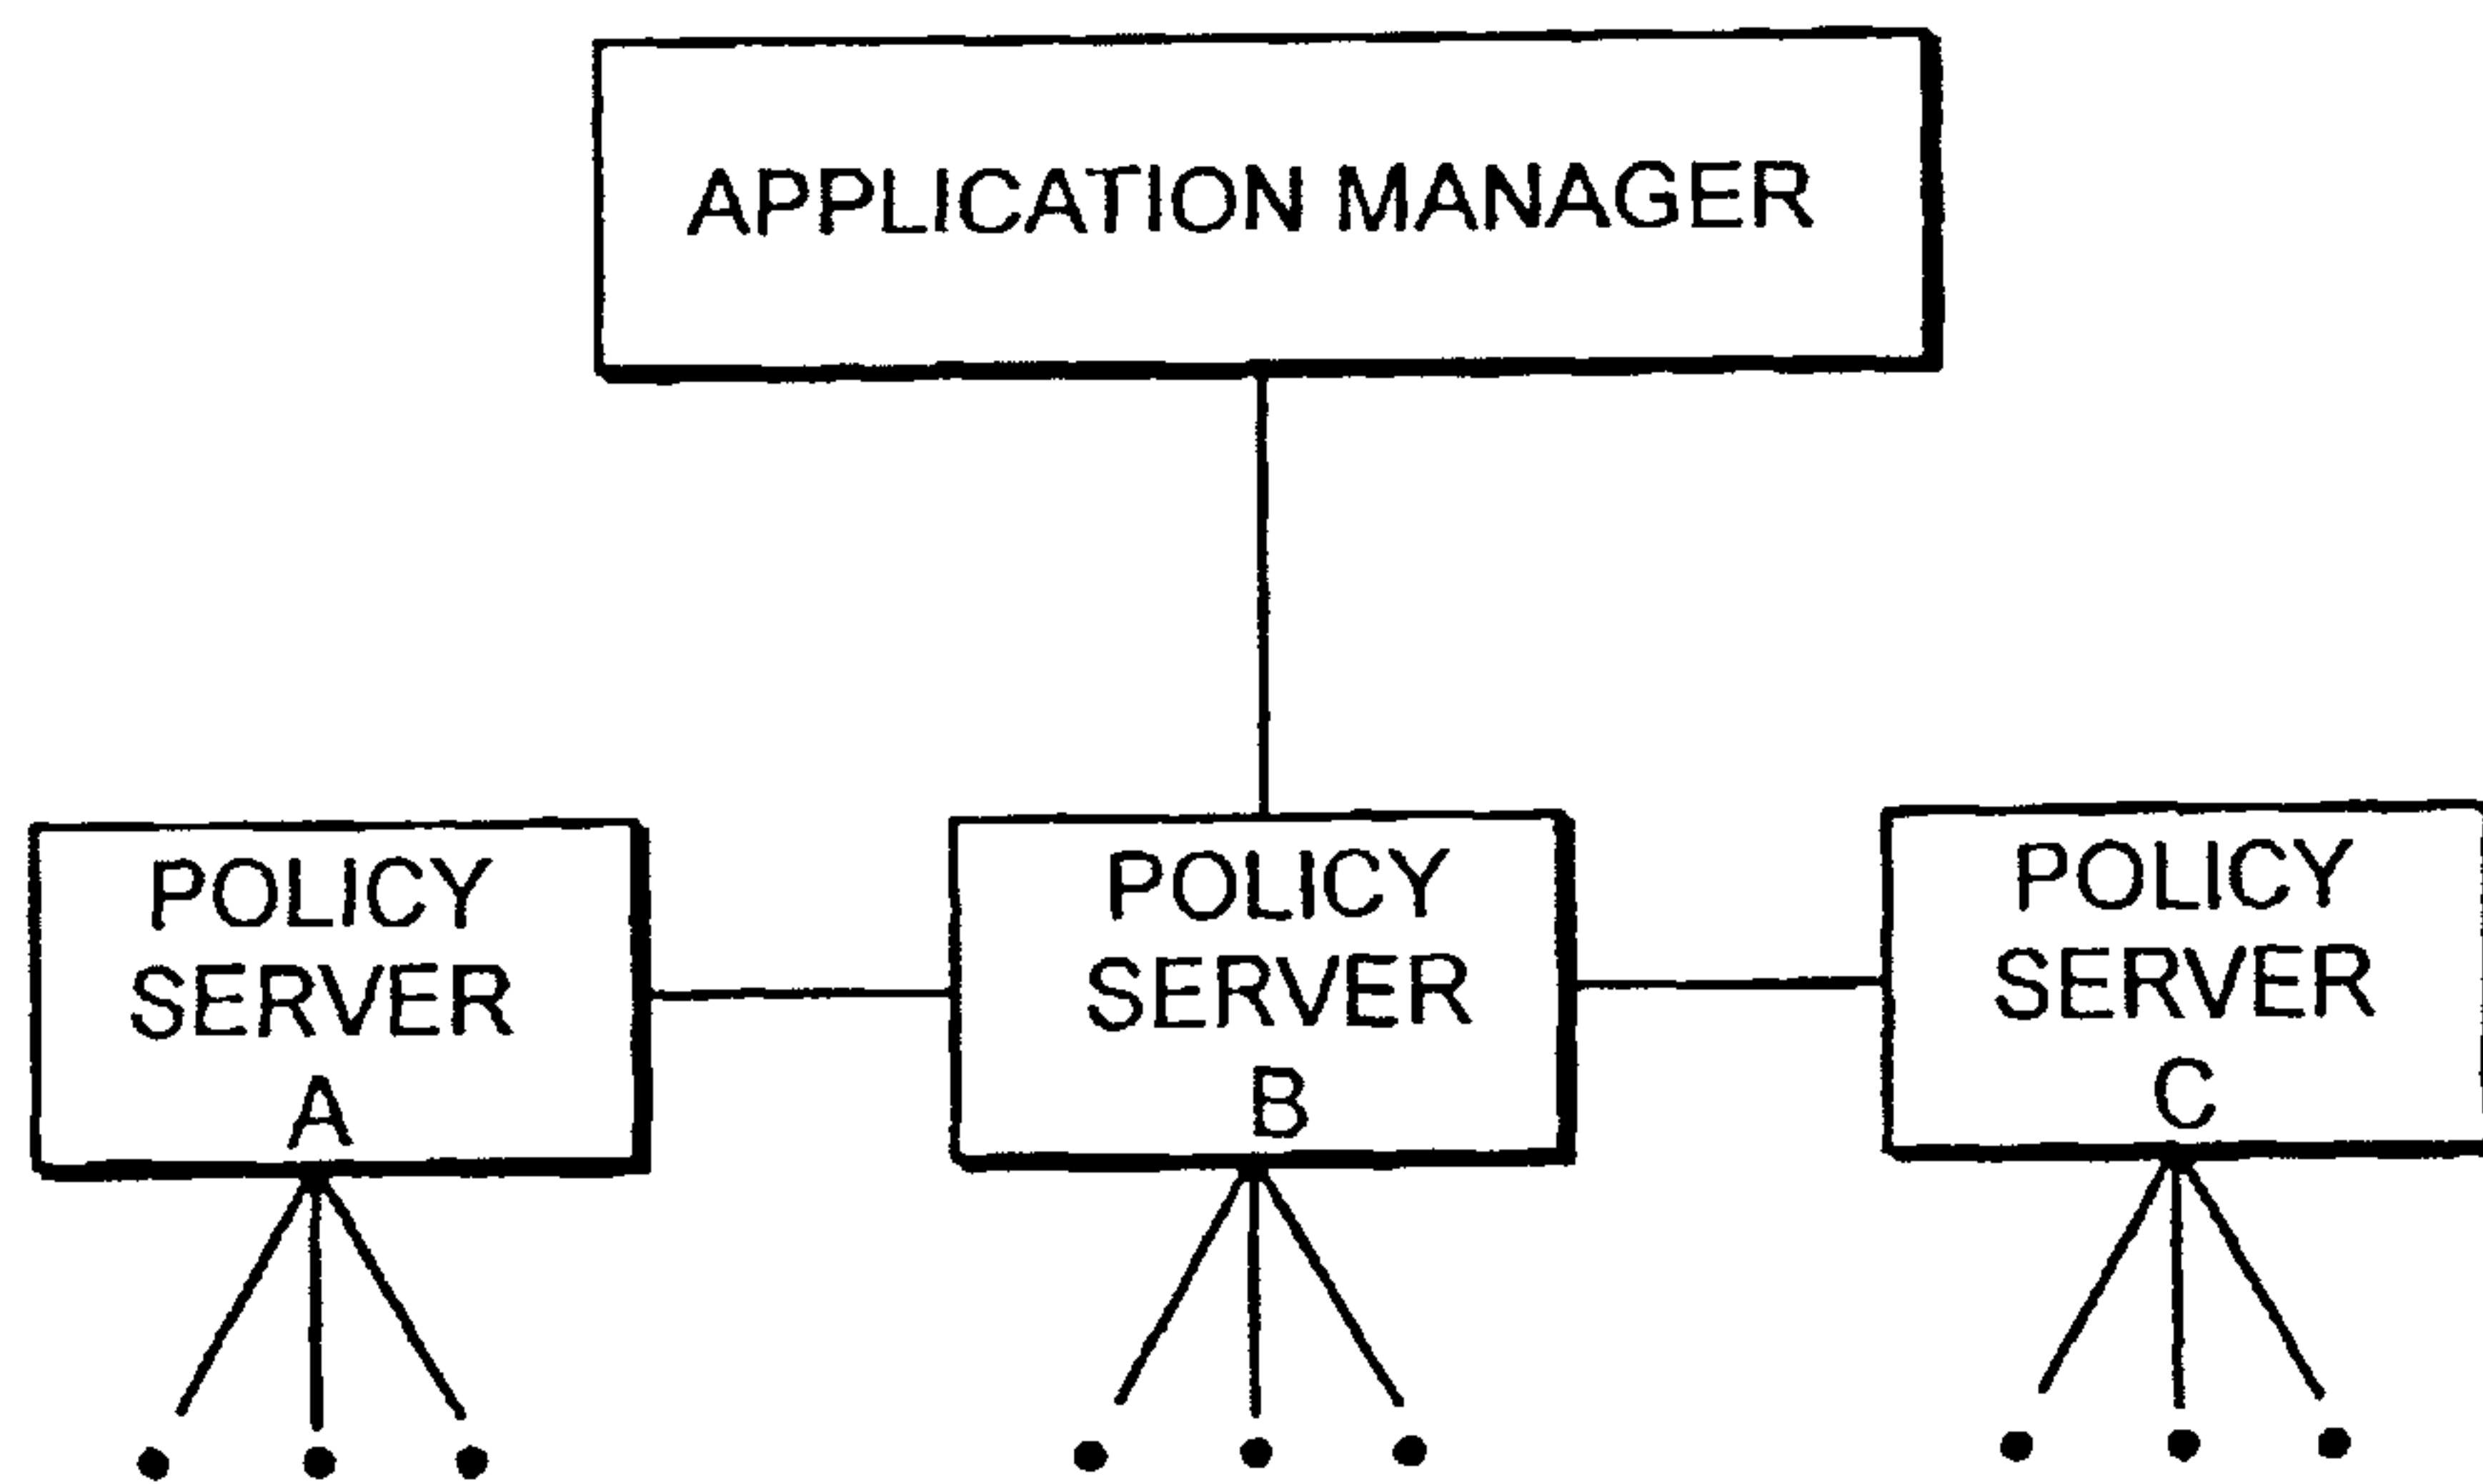 APPLICATION MANAGER
POLICY
SERVER
A
POLICY
SERVER
B
POLICY
SERVER
C